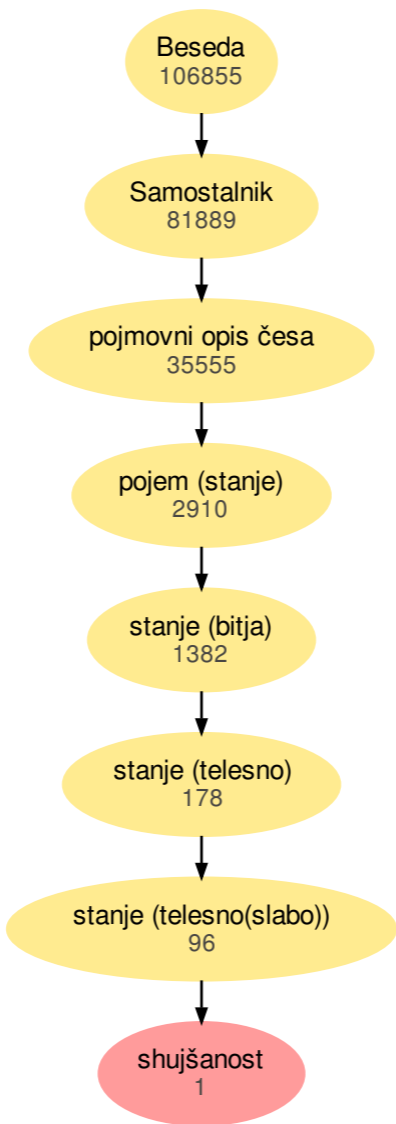 Beseda
106855
Samostalnik
81889
pojmovni opis česa
35555
pojem (stanje)
2910
stanje (bitja)
1382
stanje (telesno)
178
stanje (telesno(slabo))
96
shujšanost
1